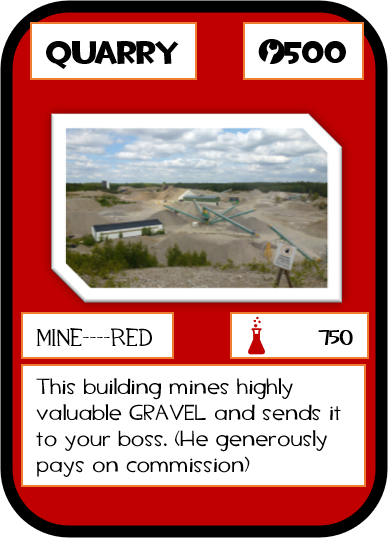 QUARRY
500
MINE----RED
750
This building mines highly
valuable GRAVEL and sends it
to your boss. (He generously
pays on commission)